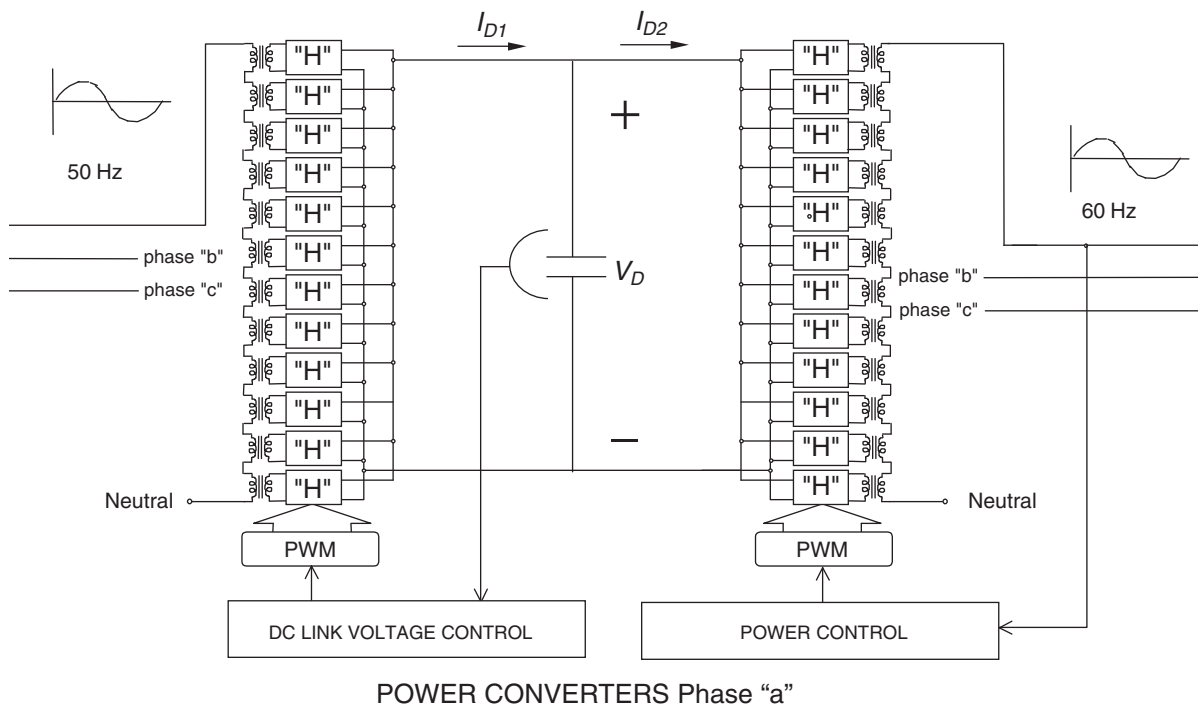 I_D1 I_D2
"H" "H"
"H" "H"
"H" "H"
"H" "H"
"H" "H"
"H" "H"
"H" "H"
"H" "H"
"H" "H"
"H" "H"
"H" "H"
"H" "H"
50 Hz
60 Hz
+
phase "b"
phase "c"
V_D
phase "b"
phase "c"
–
Neutral
Neutral
PWM
PWM
DC LINK VOLTAGE CONTROL
POWER CONTROL
POWER CONVERTERS Phase “a”